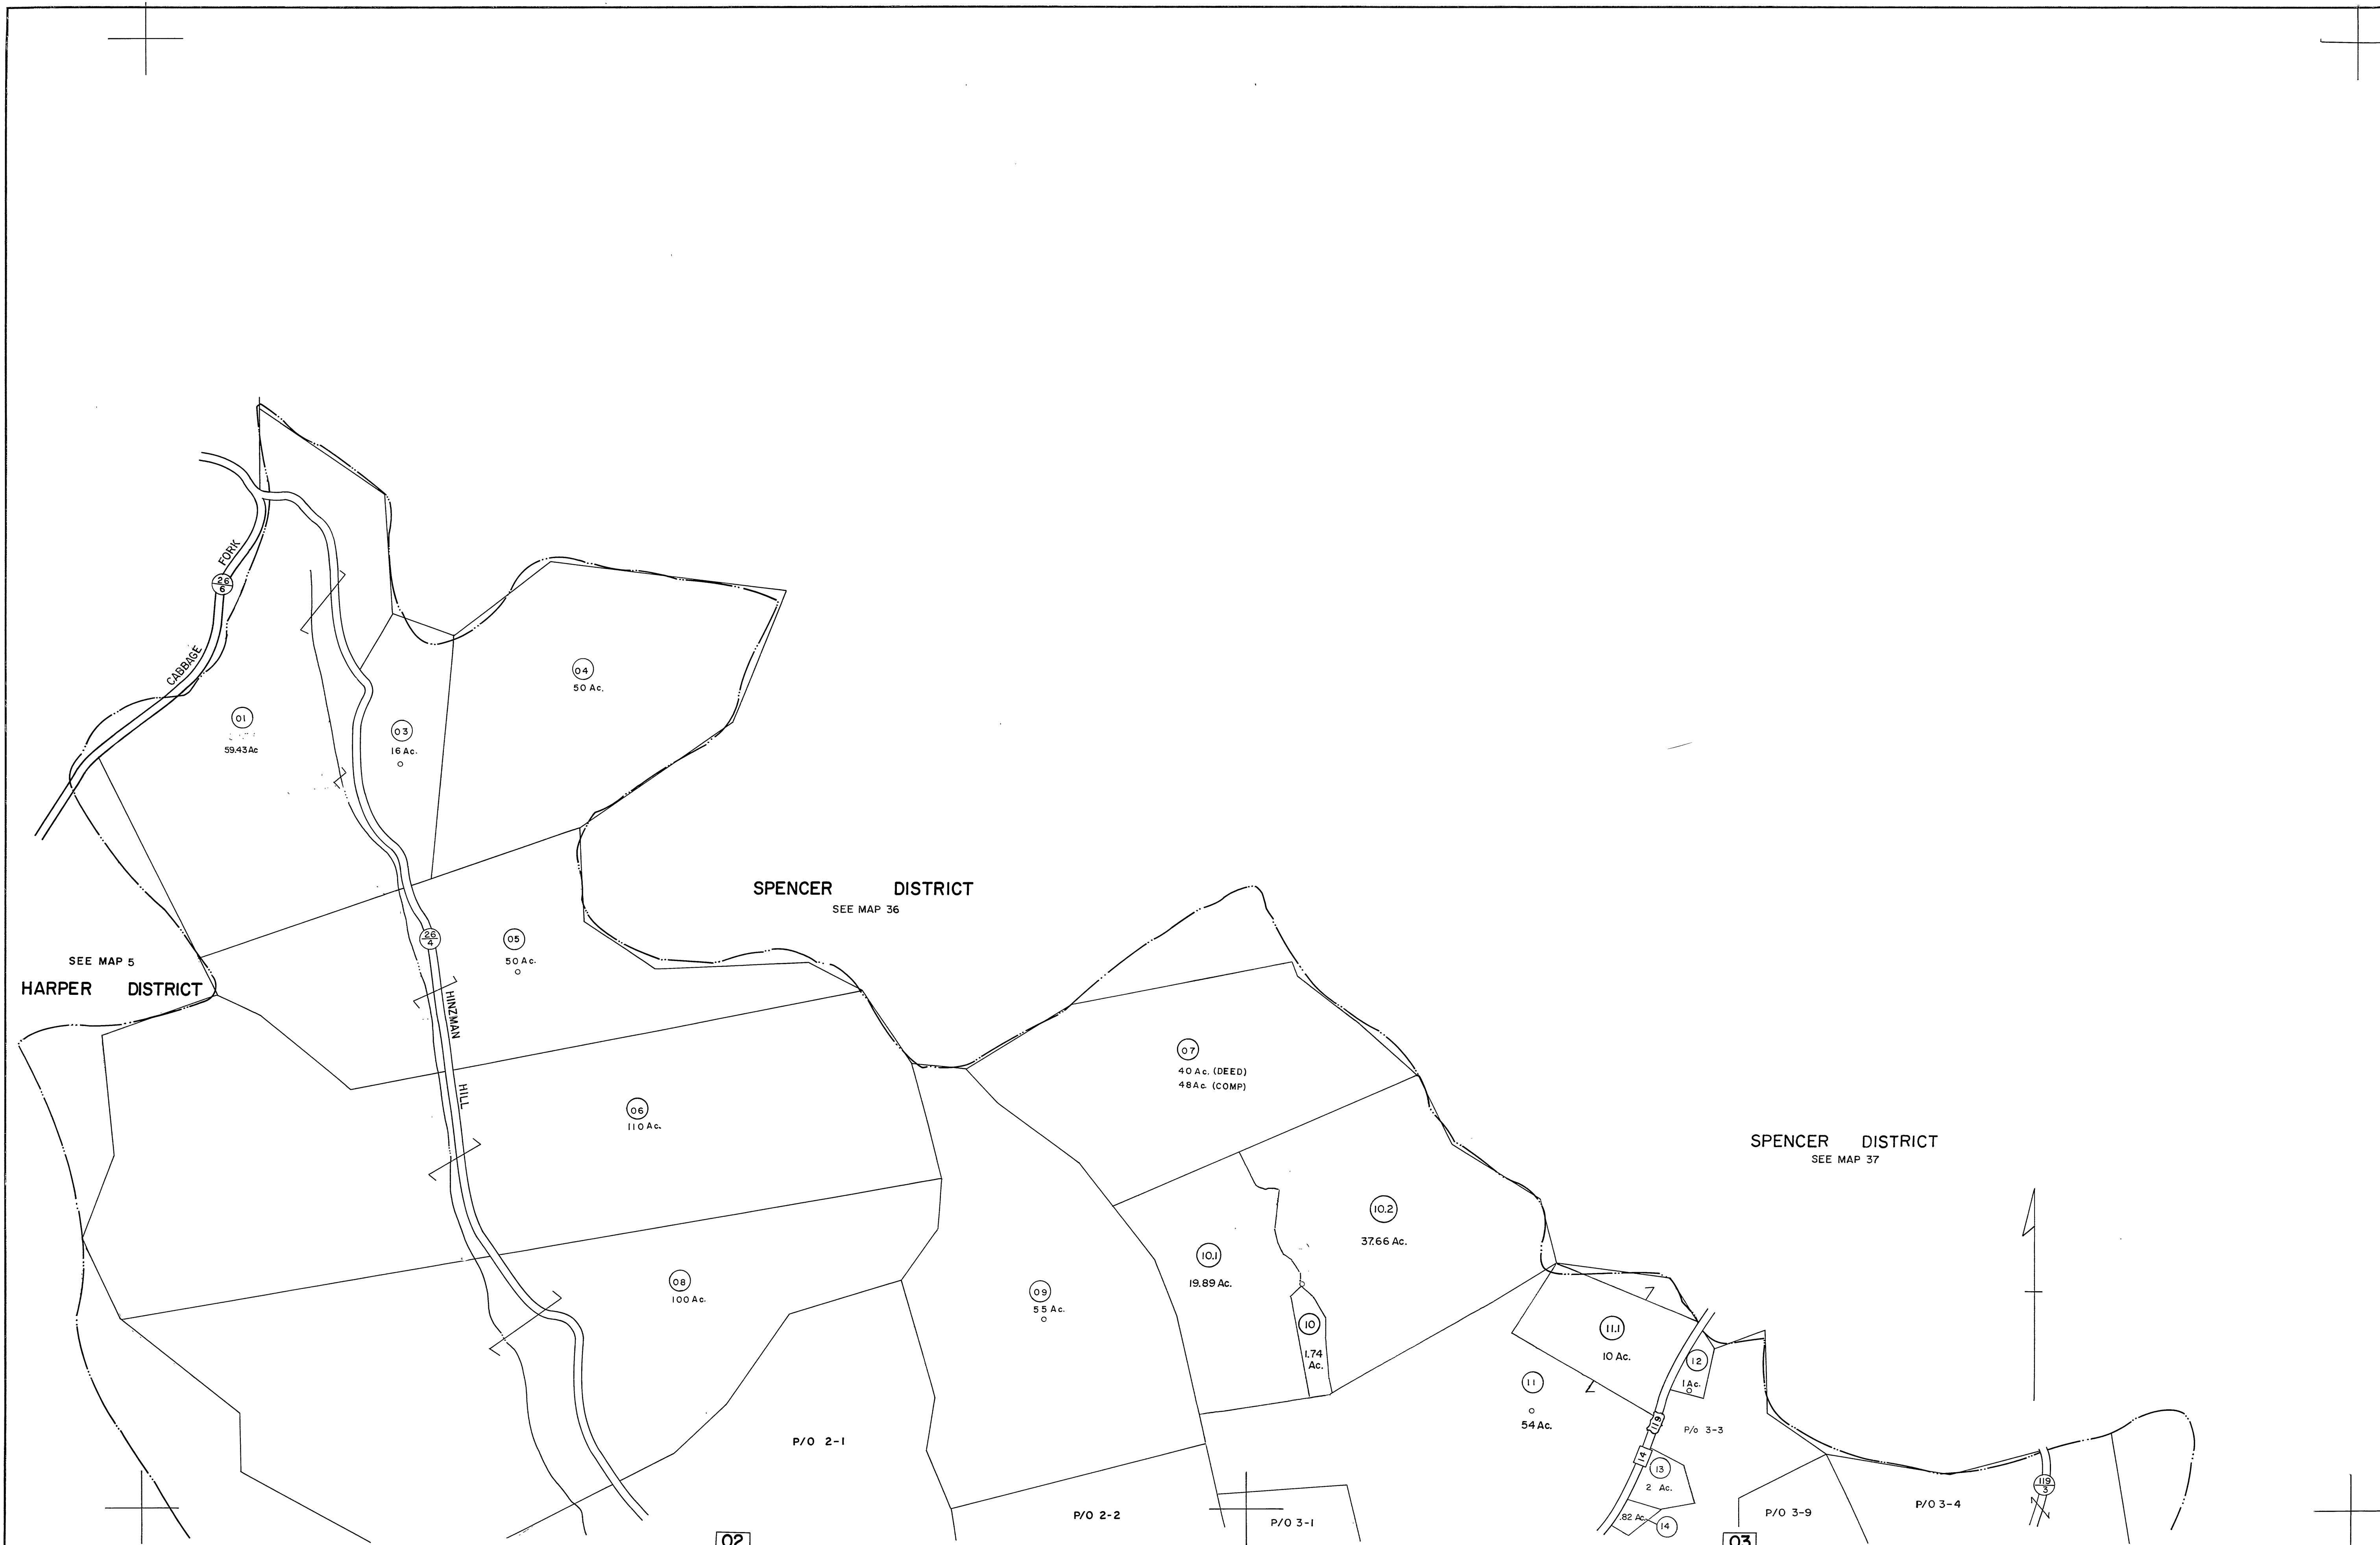 FORK
26
6
CABBAGE
01
59.43 Ac
03
16 Ac.
04
50 Ac.
SPENCER DISTRICT
SEE MAP 36
SEE MAP 5
HARPER DISTRICT
26
4
05
50 Ac.
HINZMAN
HILL
06
110 Ac.
07
40 Ac. (DEED)
48 Ac. (COMP)
SPENCER DISTRICT
SEE MAP 37
10.2
37.66 Ac.
10.1
19.89 Ac.
08
100 Ac.
09
55 Ac.
10
1.74
Ac.
11.1
10 Ac.
12
1 Ac.
11
54 Ac.
119
P/O 3-3
14
P/O 2-1
13
2 Ac.
119
3
P/O 3-4
P/O 3-9
P/O 2-2
P/O 3-1
.82 Ac.
14
02
03